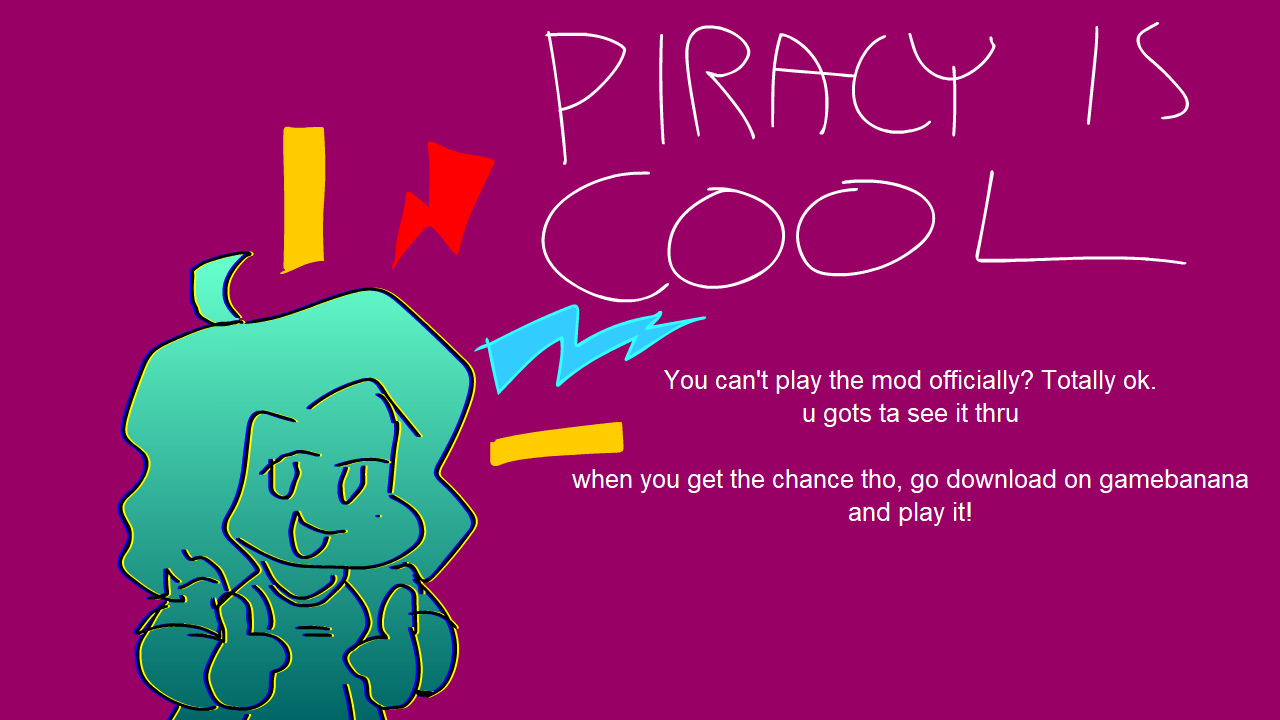 PIRACY IS
COOL
You can't play the mod officially? Totally ok.
u gots ta see it thru
when you get the chance tho, go download on gamebanana
and play it!